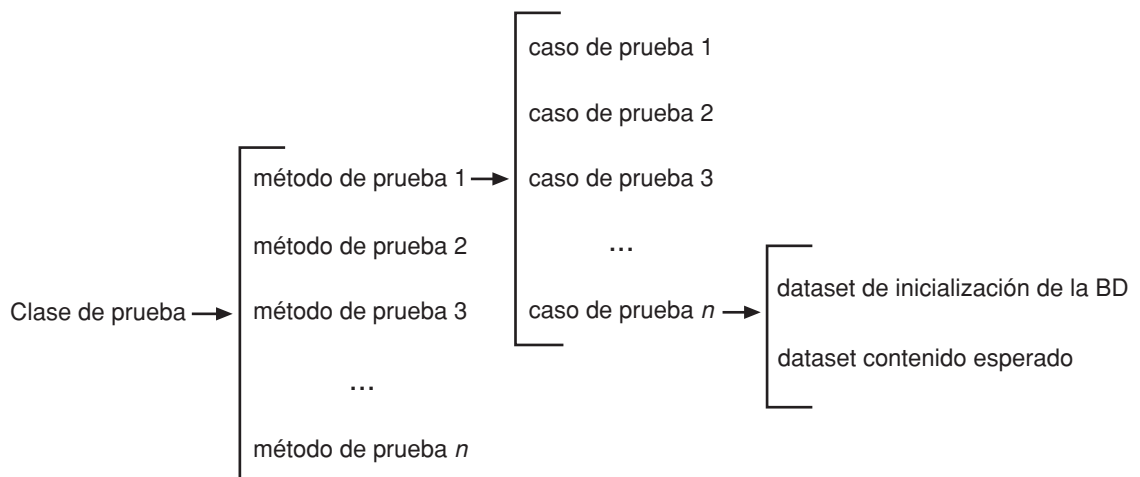 caso de prueba 1
caso de prueba 2
método de prueba 1
caso de prueba 3
método de prueba 2
...
Clase de prueba
método de prueba 3
caso de prueba n
dataset de inicialización de la BD
...
dataset contenido esperado
método de prueba n